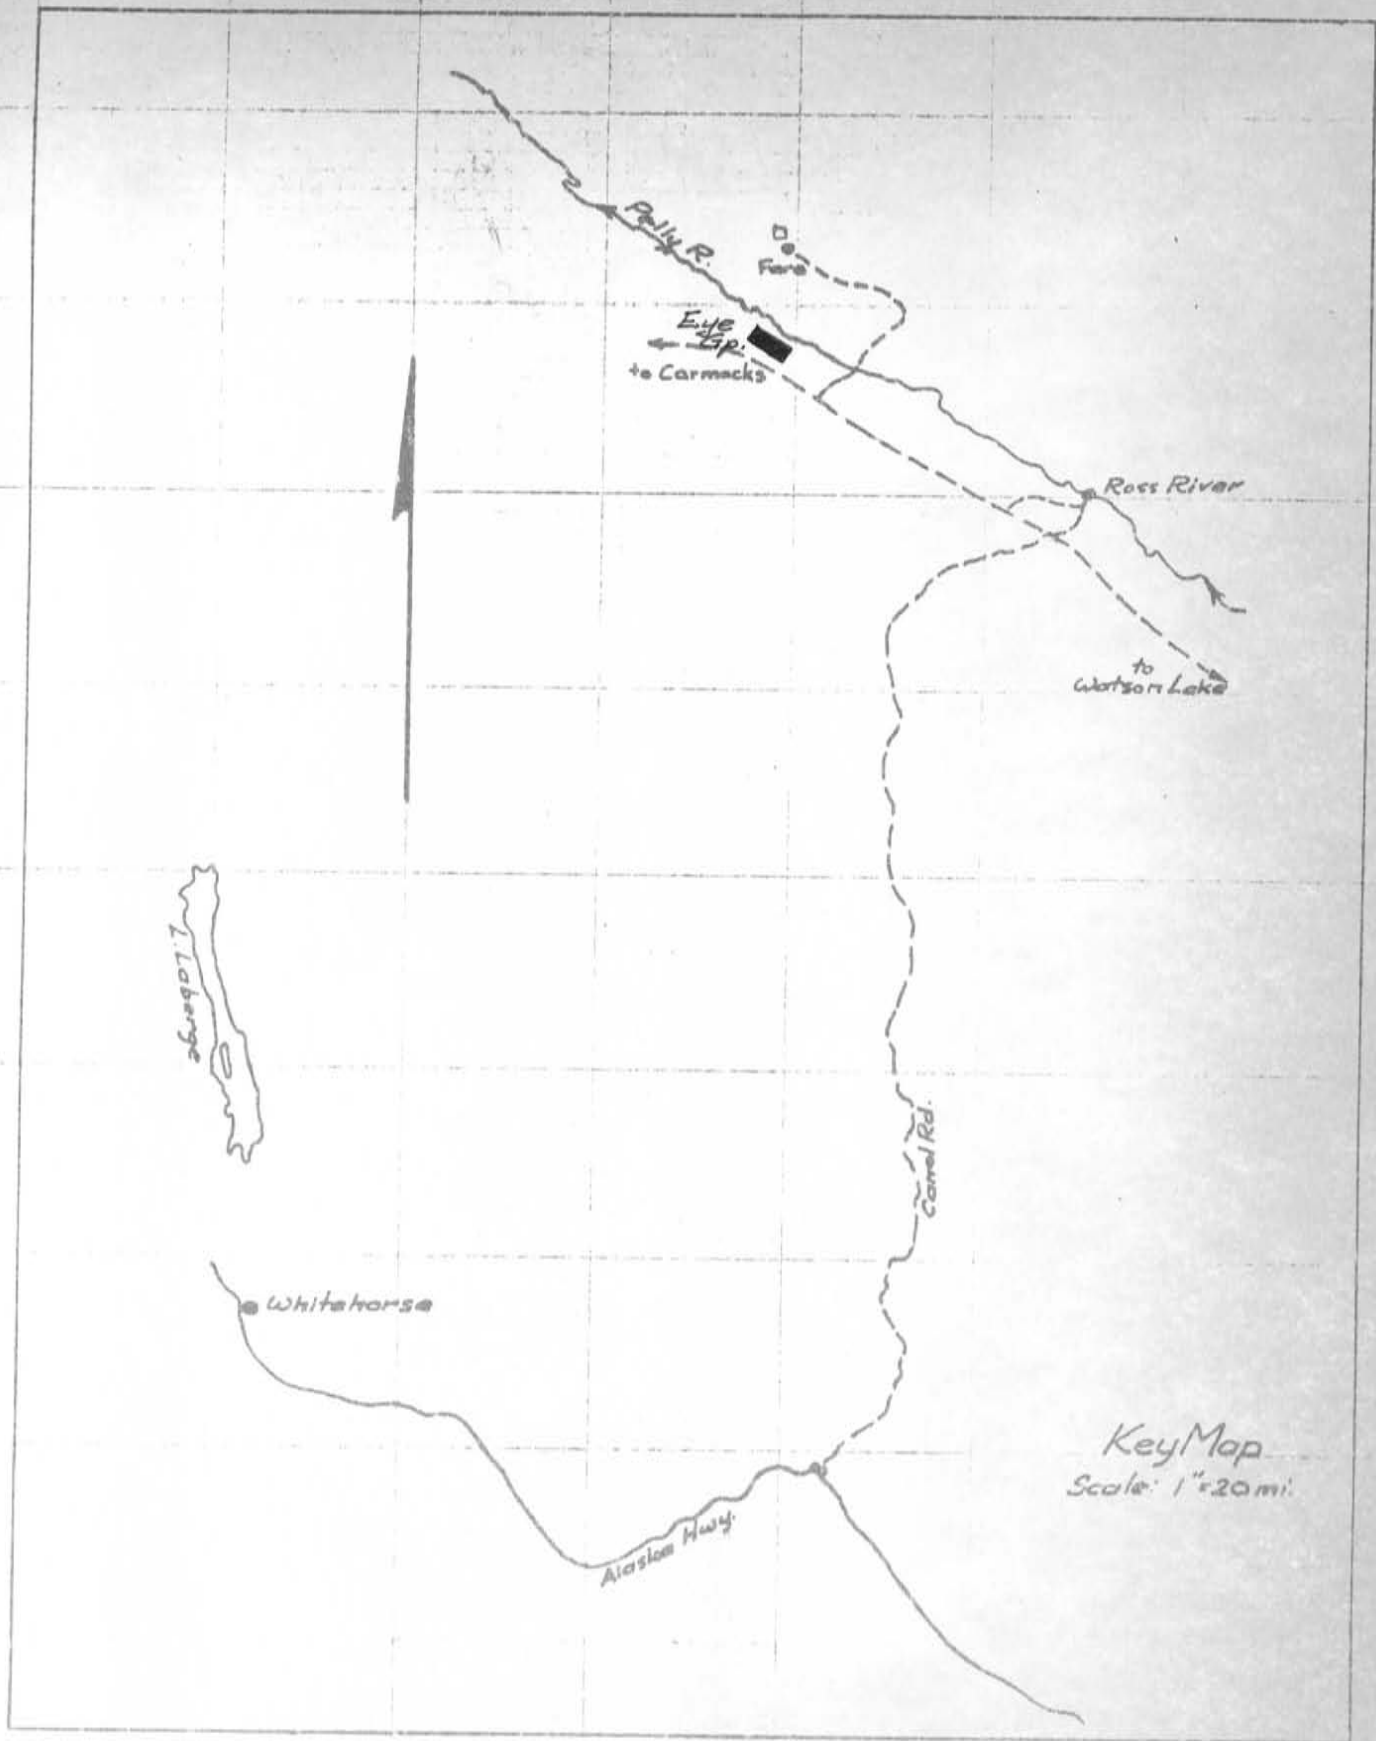 Pelly R.
Faro
Eye
Gp.
to Carmacks
Ross River
to
Watson Lake
L. Laberge
Canol Rd.
Whitehorse
Key Map
Scale: 1"=20 mi.
Alaska Hwy.